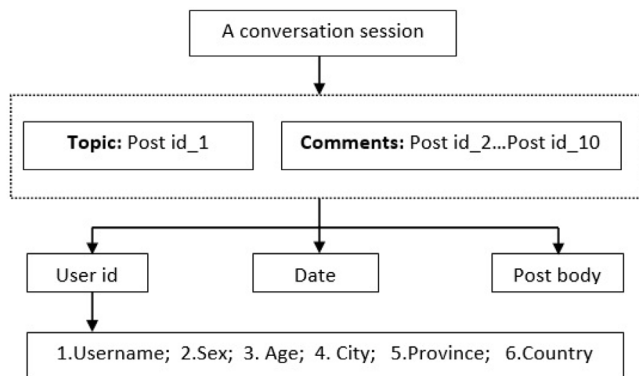 A conversation session
Topic: Post id_1
Comments: Post id_2...Post id_10
User id
Date
Post body
1.Username; 2.Sex; 3. Age; 4. City; 5.Province; 6.Country